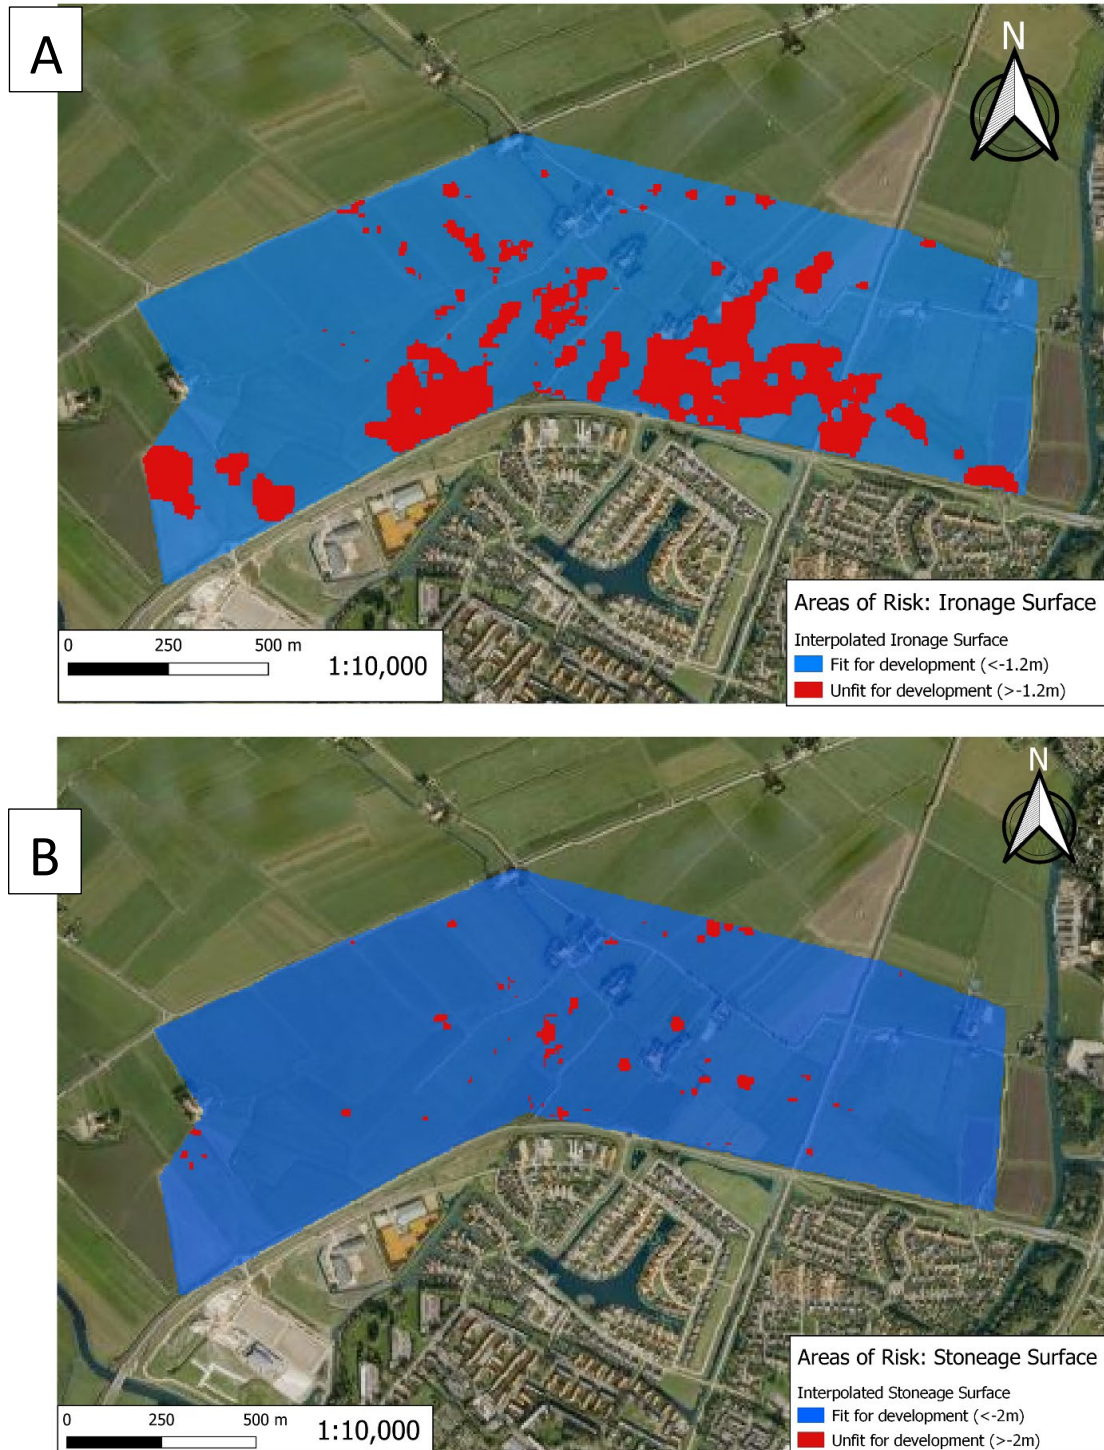 A
N
Areas of Risk: Ironage Surface
Interpolated Ironage Surface
Fit for development (<-1.2m)
Unfit for development (>-1.2m)
0 250 500 m
1:10,000
B
N
Areas of Risk: Stoneage Surface
Interpolated Stoneage Surface
Fit for development (<-2m)
Unfit for development (>-2m)
0 250 500 m
1:10,000